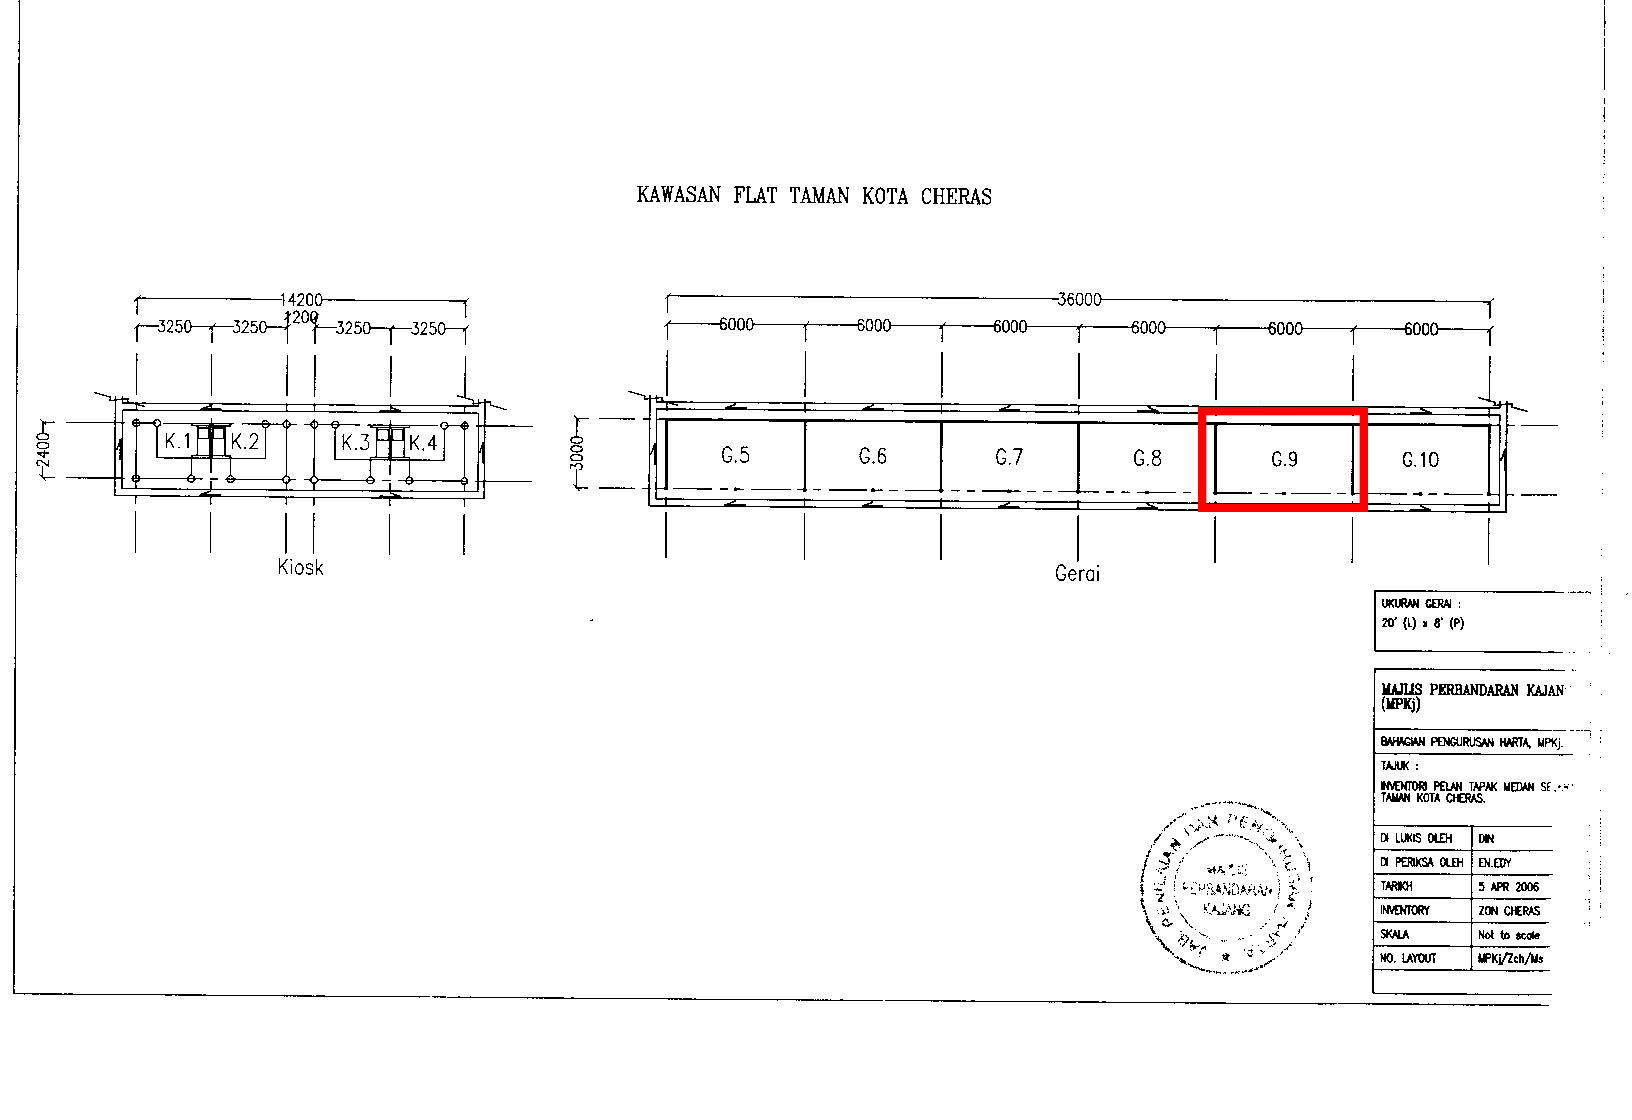 KAWASAN FLAT TAMAN KOTA CHERAS
14200
1200
3250 3250 3250 3250
36000
6000 6000 6000 6000 6000 6000
2400
K.1 K.2 K.3 K.4
Kiosk
3000
G.5 G.6 G.7 G.8 G.9 G.10
Gerai
UKURAN GERAI :
20' (L) x 8' (P)
MAJLIS PERBANDARAN KAJAN
(MPKj)
BAHAGIAN PENGURUSAN HARTA, MPKj.
TAJUK :
INVENTORI PELAN TAPAK MEDAN
TAMAN KOTA CHERAS.
DI LUKIS OLEH DIN
DI PERIKSA OLEH EN.EDY
TARIKH 5 APR 2006
INVENTORY ZON CHERAS
SKALA Not to scale
NO. LAYOUT MPKj/Zch/Ms
JAB. PENILAIAN DAN PENGURUSAN HARTA
MAJLIS
PERBANDARAN
KAJANG